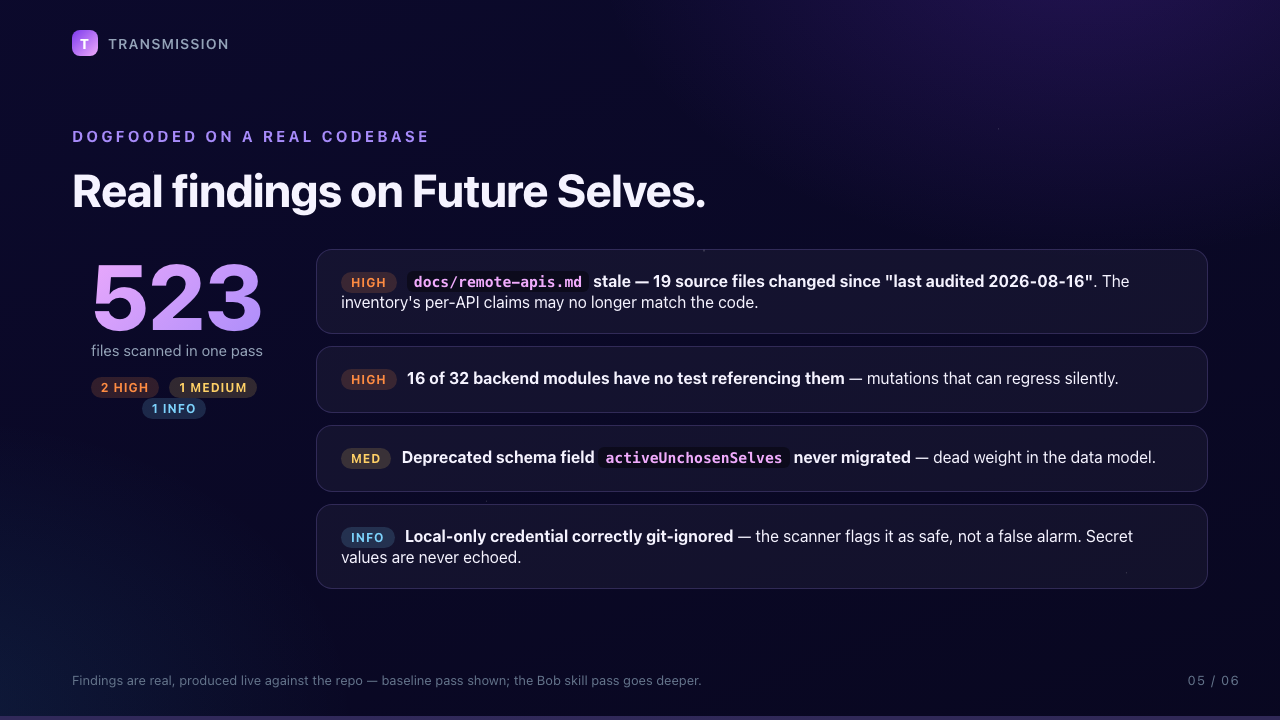 T TRANSMISSION
DOGFOODED ON A REAL CODEBASE
Real findings on Future Selves.
523
files scanned in one pass
2 HIGH 1 MEDIUM
1 INFO
HIGH docs/remote-apis.md stale — 19 source files changed since "last audited 2026-08-16". The
inventory's per-API claims may no longer match the code.
HIGH 16 of 32 backend modules have no test referencing them — mutations that can regress silently.
MED Deprecated schema field activeUnchosenSelves never migrated — dead weight in the data model.
INFO Local-only credential correctly git-ignored — the scanner flags it as safe, not a false alarm. Secret
values are never echoed.
Findings are real, produced live against the repo — baseline pass shown; the Bob skill pass goes deeper.
05 / 06